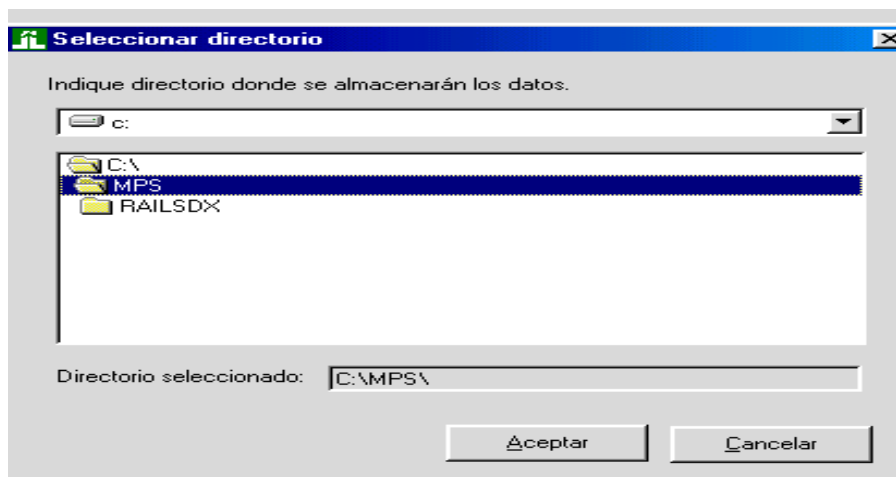 Seleccionar directorio
Indique directorio donde se almacenarán los datos.
c:
C:\
MPS
RAILSDX
Directorio seleccionado: C:\MPS\
Aceptar Cancelar